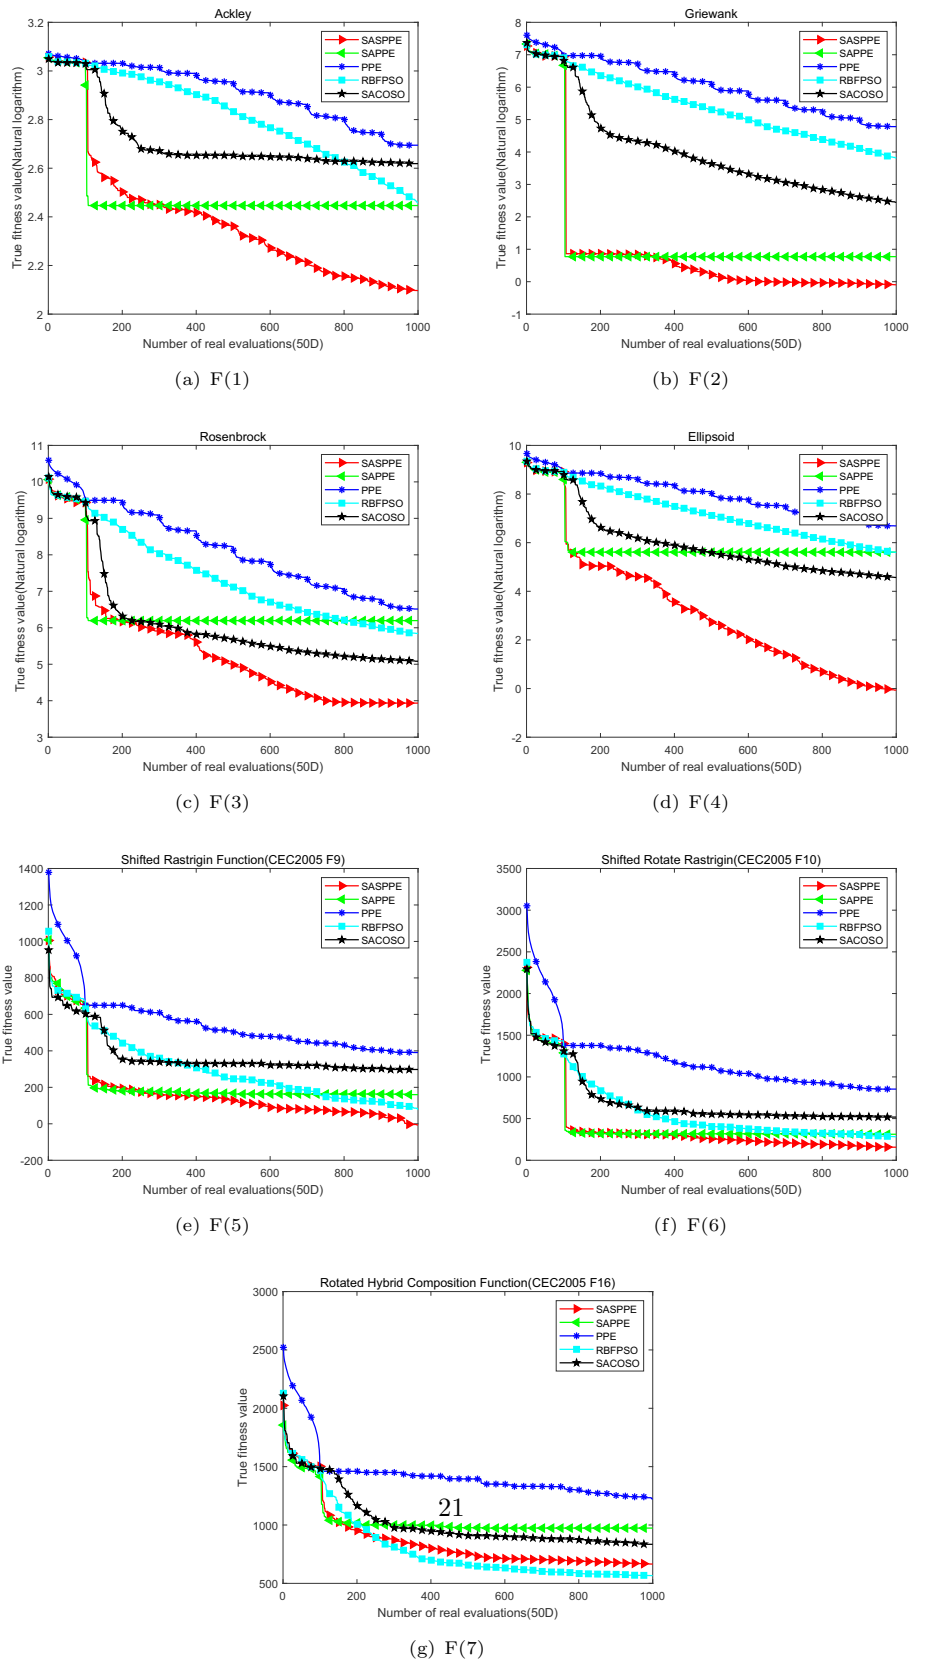 Ackley
3.2
3
2.8
2.6
2.4
2.2
2
0 200 400 600 800 1000
True fitness value(Natural logarithm)
Number of real evaluations(50D)
SASPPE
SAPPE
PPE
RBFPSO
SACOSO
(a) F(1)
Griewank
8
7
6
5
4
3
2
1
0
-1
0 200 400 600 800 1000
True fitness value(Natural logarithm)
Number of real evaluations(50D)
SASPPE
SAPPE
PPE
RBFPSO
SACOSO
(b) F(2)
Rosenbrock
11
10
9
8
7
6
5
4
3
0 200 400 600 800 1000
True fitness value(Natural logarithm)
Number of real evaluations(50D)
SASPPE
SAPPE
PPE
RBFPSO
SACOSO
(c) F(3)
Ellipsoid
10
8
6
4
2
0
-2
0 200 400 600 800 1000
True fitness value(Natural logarithm)
Number of real evaluations(50D)
SASPPE
SAPPE
PPE
RBFPSO
SACOSO
(d) F(4)
Shifted Rastrigin Function(CEC2005 F9)
1400
1200
1000
800
600
400
200
0
-200
0 200 400 600 800 1000
True fitness value
Number of real evaluations(50D)
SASPPE
SAPPE
PPE
RBFPSO
SACOSO
(e) F(5)
Shifted Rotate Rastrigin(CEC2005 F10)
3500
3000
2500
2000
1500
1000
500
0
0 200 400 600 800 1000
True fitness value
Number of real evaluations(50D)
SASPPE
SAPPE
PPE
RBFPSO
SACOSO
(f) F(6)
Rotated Hybrid Composition Function(CEC2005 F16)
3000
2500
2000
1500
1000
500
0 200 400 600 800 1000
True fitness value
Number of real evaluations(50D)
SASPPE
SAPPE
PPE
RBFPSO
SACOSO
21
(g) F(7)